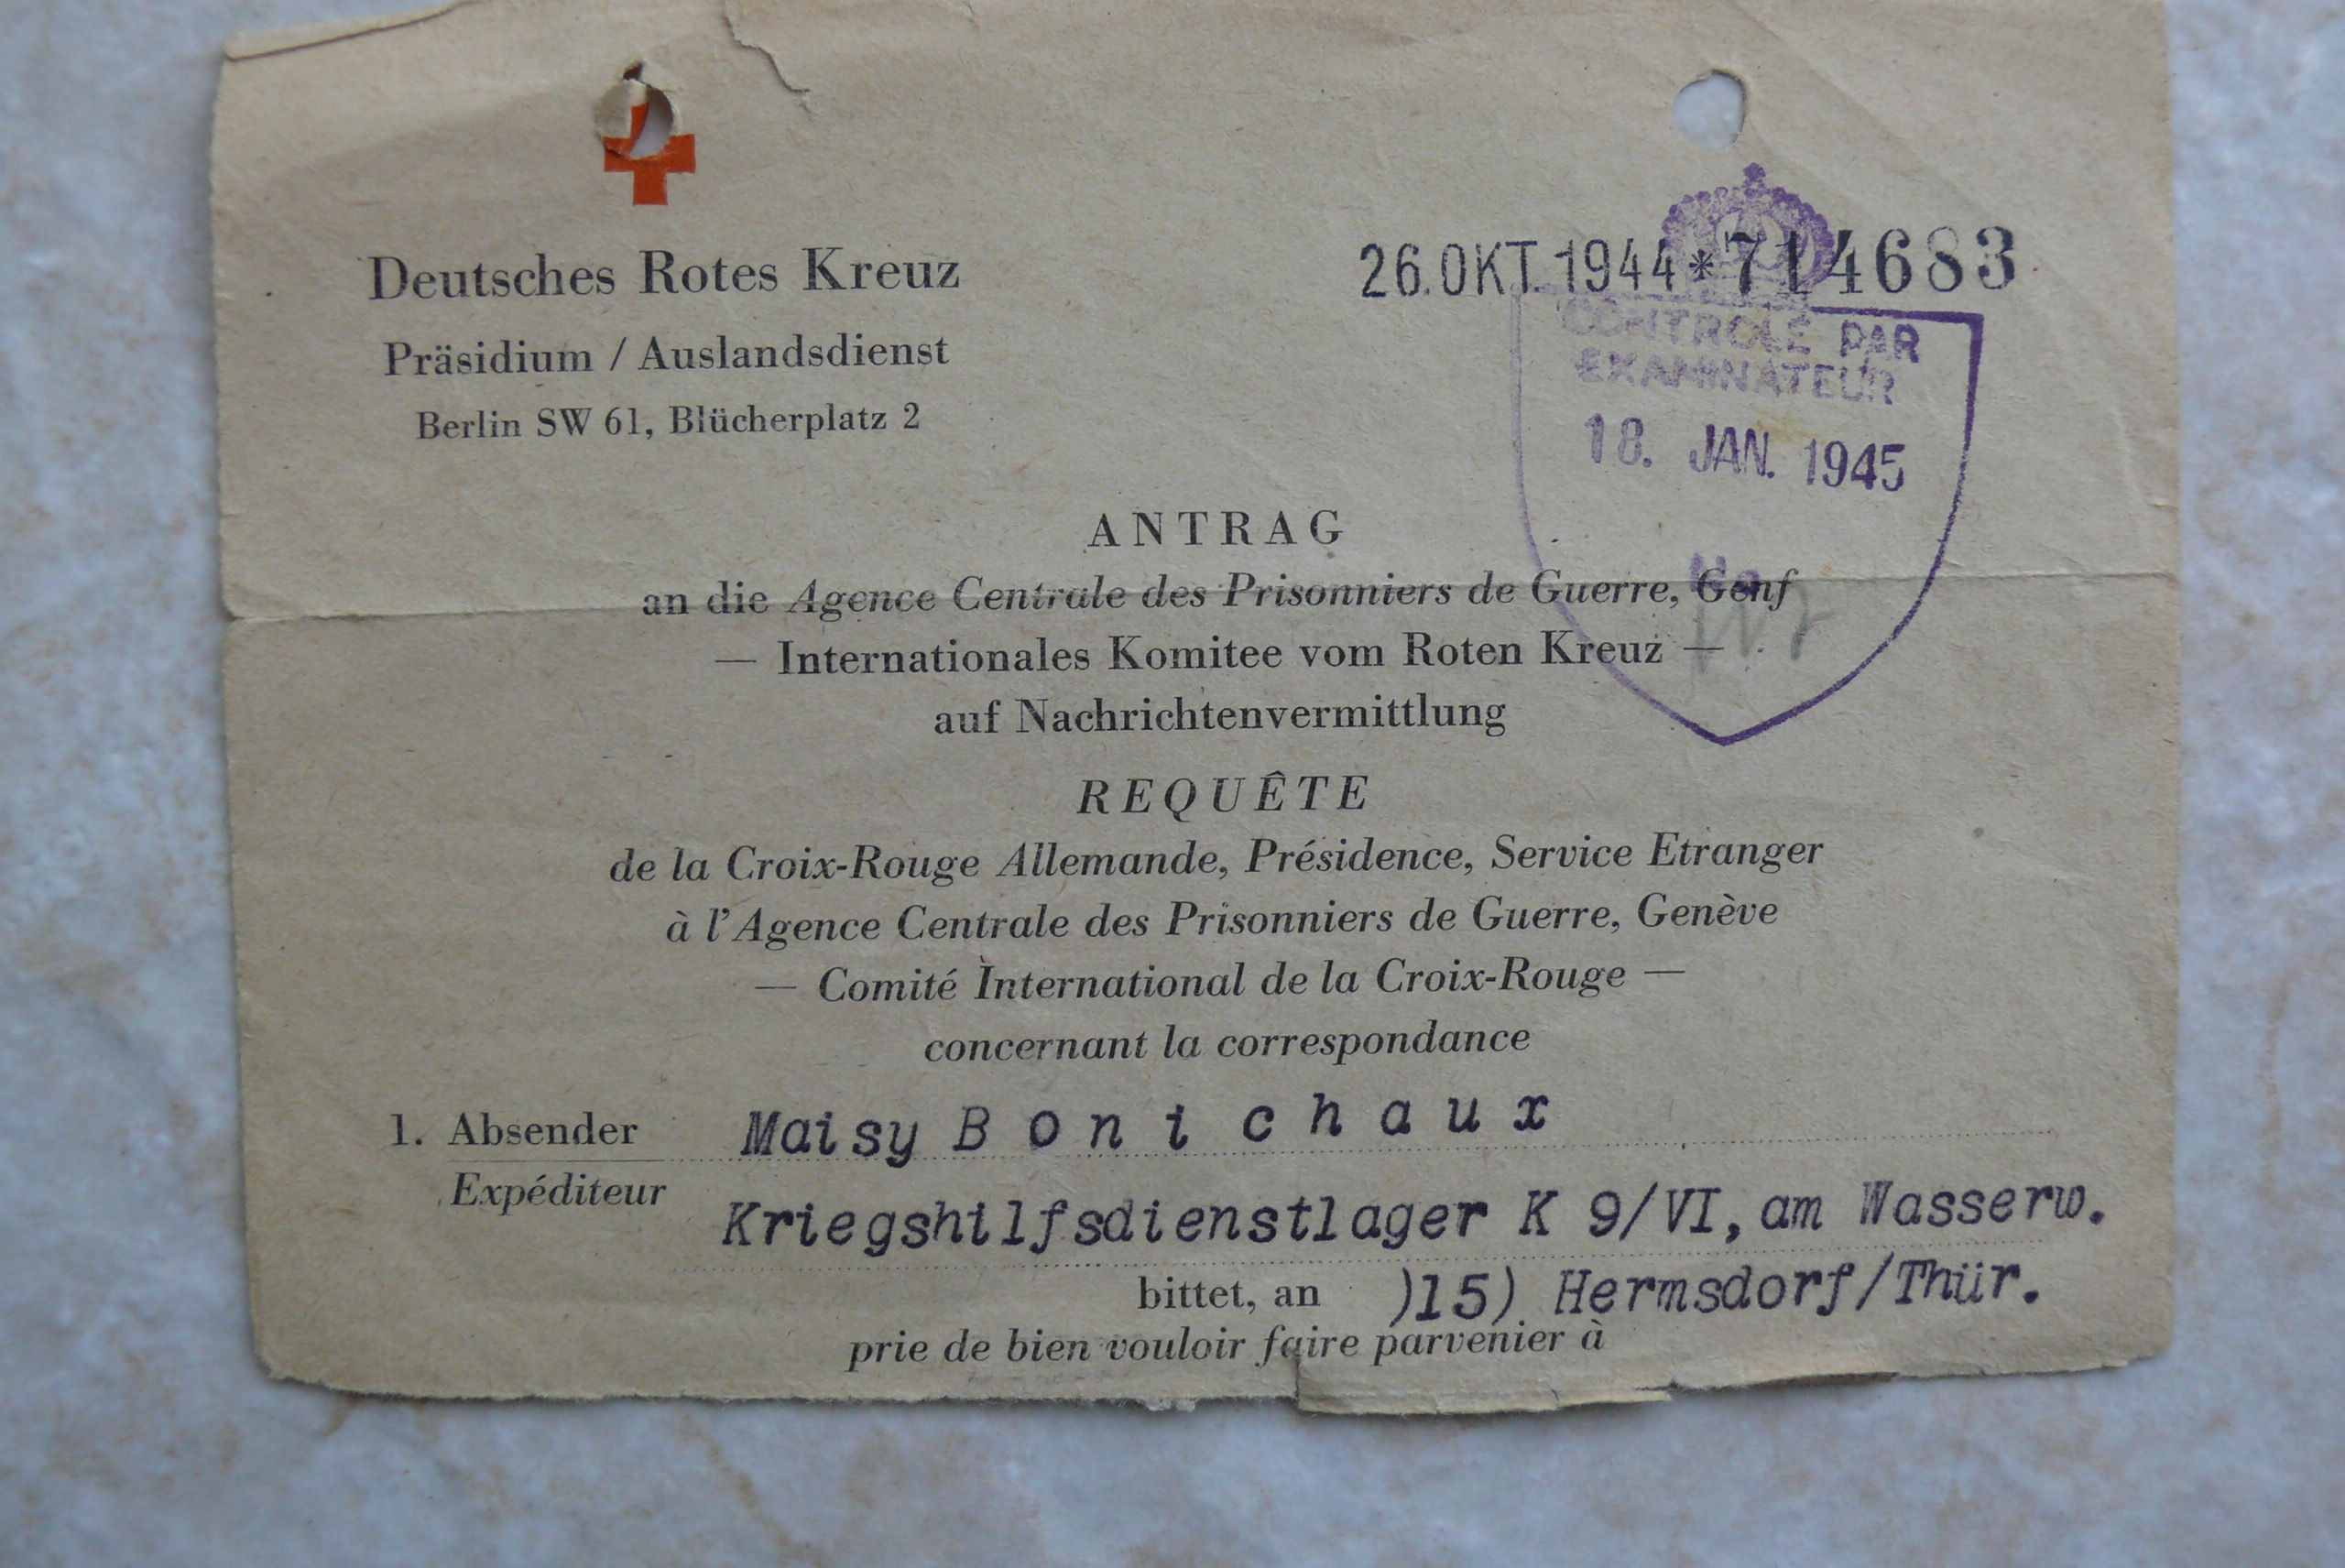 Deutsches Rotes Kreuz
Präsidium / Auslandsdienst
Berlin SW 61, Blücherplatz 2
26.OKT.1944*714683
CONTROLÉ PAR
EXAMINATEUR
18. JAN. 1945
ANTRAG
an die Agence Centrale des Prisonniers de Guerre, Genf
— Internationales Komitee vom Roten Kreuz —
auf Nachrichtenvermittlung
REQUÊTE
de la Croix-Rouge Allemande, Présidence, Service Etranger
à l'Agence Centrale des Prisonniers de Guerre, Genève
— Comité International de la Croix-Rouge —
concernant la correspondance
1. Absender Maisy B o n i c h a u x
Expéditeur
Kriegshilfsdienstlager K 9/VI, am Wasserw.
bittet, an )15) Hermsdorf/Thür.
prie de bien vouloir faire parvenier à